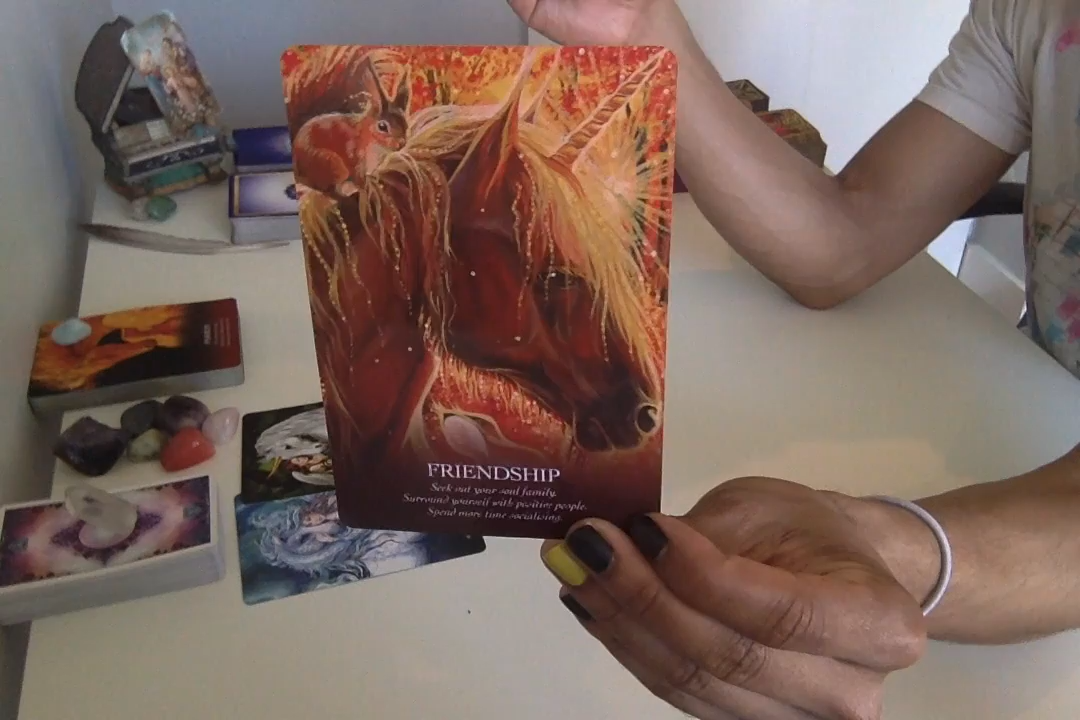 FRIENDSHIP
Seek out your soul family.
Surround yourself with positive people.
Spend more time socialising.